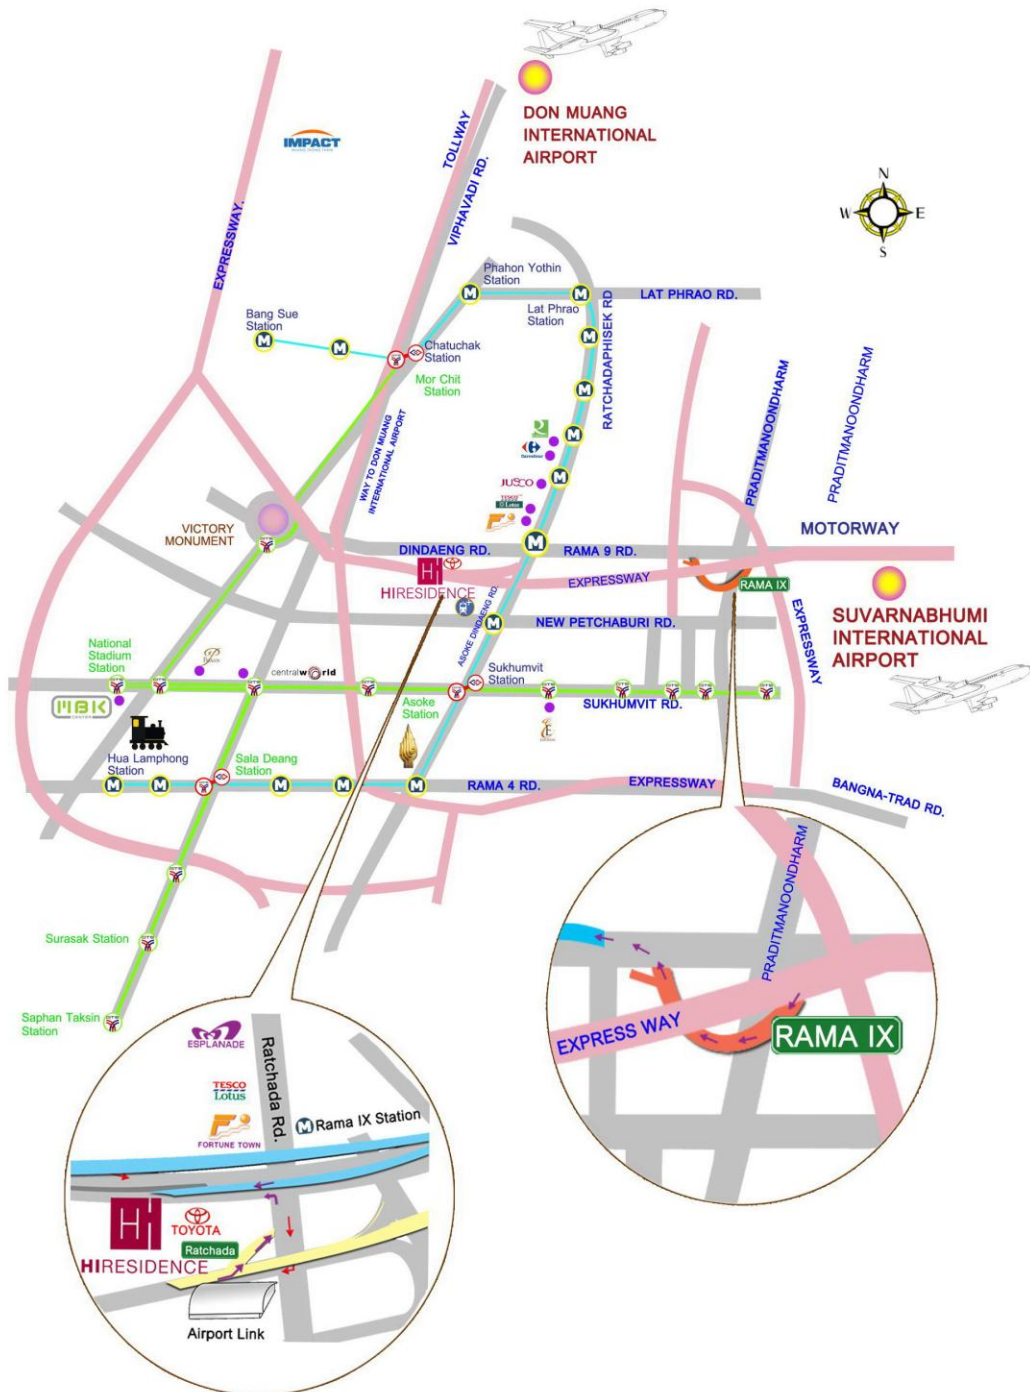 DON MUANG
INTERNATIONAL
AIRPORT
IMPACT
TOLLWAY
VIPHAVADI RD.
EXPRESSWAY.
N
W
E
S
Phahon Yothin
Station
LAT PHRAO RD.
Lat Phrao
Station
RATCHADAPHISEK RD
Bang Sue
Station
Chatuchak
Station
Mor Chit
Station
WAY TO DON MUANG
INTERNATIONAL AIRPORT
PRADITMANOONDHARM
PRADITMANOONDHARM
Carrefour
JUSCO
TESCO
Lotus
VICTORY
MONUMENT
DINDAENG RD.
RAMA 9 RD.
MOTORWAY
HIRESIDENCE
EXPRESSWAY
RAMA IX
SUVARNABHUMI
INTERNATIONAL
AIRPORT
EXPRESSWAY
ASOKE DINDAENG RD.
NEW PETCHABURI RD.
National
Stadium
Station
centralworld
Sukhumvit
Station
Asoke
Station
SUKHUMVIT RD.
MBK
CENTER
Hua Lamphong
Station
Sala Deang
Station
RAMA 4 RD.
EXPRESSWAY
BANGNA-TRAD RD.
Surasak Station
Saphan Taksin
Station
PRADITMANOONDHARM
EXPRESS WAY
RAMA IX
ESPLANADE
TESCO
Lotus
FORTUNE TOWN
Ratchada Rd.
M Rama IX Station
TOYOTA
Ratchada
HIRESIDENCE
Airport Link